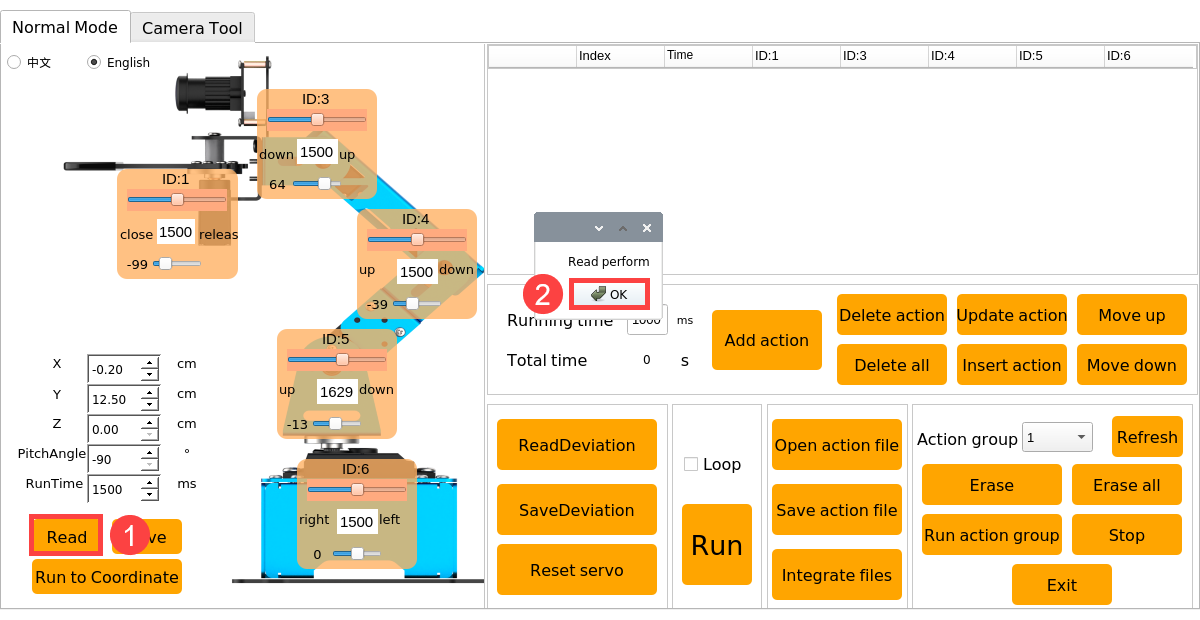 Normal Mode
Camera Tool
中文
English
Index
Time
ID:1
ID:3
ID:4
ID:5
ID:6
ID:3
down
1500
up
64
ID:1
close
1500
releas
-99
ID:4
up
1500
down
-39
ID:5
up
1629
down
-13
ID:6
right
1500
left
0
X
-0.20
cm
Y
12.50
cm
Z
0.00
cm
PitchAngle
-90
°
RunTime
1500
ms
Read
1
ve
Run to Coordinate
Read perform
2
OK
Running time
1000
ms
Total time
0
s
Add action
Delete action
Update action
Move up
Delete all
Insert action
Move down
ReadDeviation
SaveDeviation
Reset servo
Loop
Run
Open action file
Save action file
Integrate files
Action group
1
Refresh
Erase
Erase all
Run action group
Stop
Exit